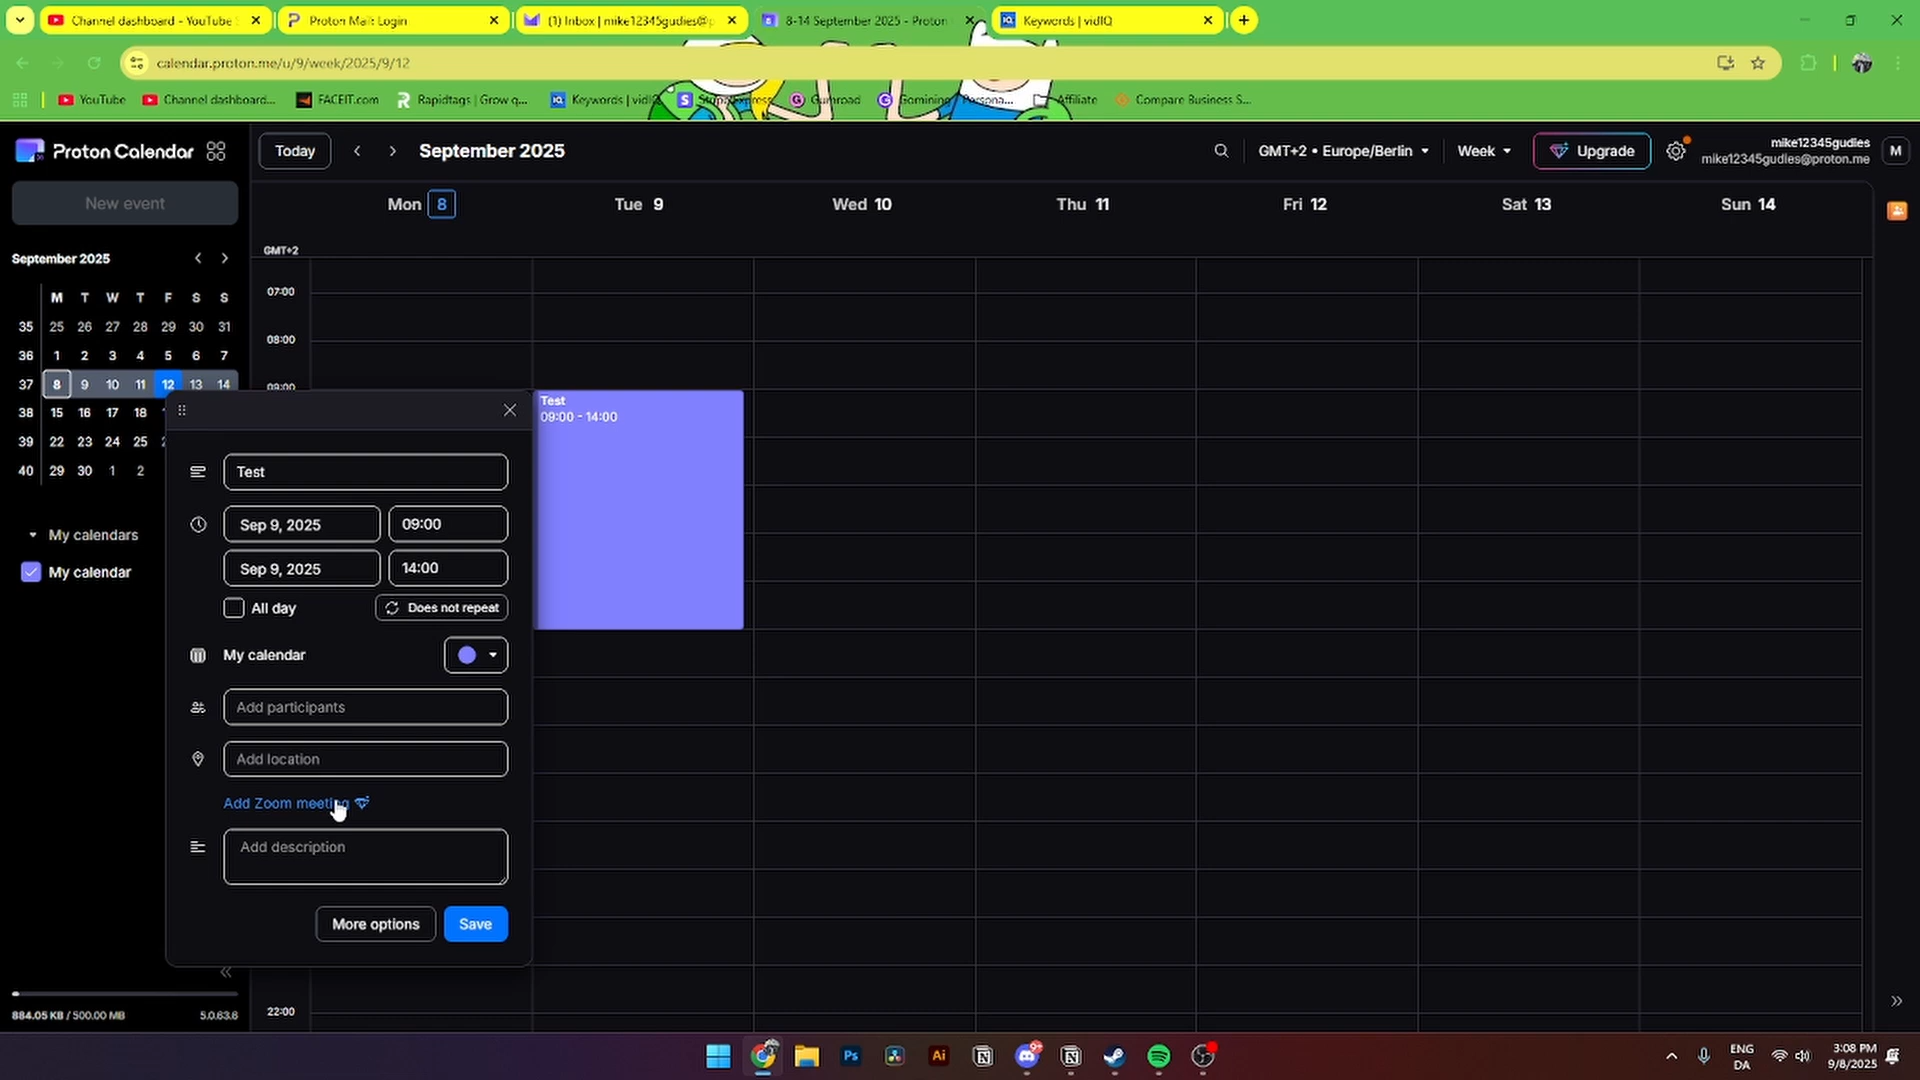 Channel dashboard - YouTube
Proton Mail: Login
(1) Inbox | mike12345gudies@p
8-14 September 2025 - Proton
Keywords | vidIQ
calendar.proton.me/u/9/week/2025/9/12
YouTube
Channel dashboard...
FACEIT.com
Rapidtags | Grow q...
Keywords | vidIQ
Gumroad
Affiliate
Compare Business S...
Proton Calendar
Today
September 2025
GMT+2 • Europe/Berlin
Week
Upgrade
mike12345gudies
mike12345gudies@proton.me
M
New event
Mon 8
Tue 9
Wed 10
Thu 11
Fri 12
Sat 13
Sun 14
GMT+2
September 2025
M T W T F S S
35 25 26 27 28 29 30 31
36 1 2 3 4 5 6 7
37 8 9 10 11 12 13 14
38 15 16 17 18
39 22 23 24 25
40 29 30 1 2
My calendars
My calendar
07:00
08:00
09:00
Test
09:00 - 14:00
Test
Sep 9, 2025
09:00
Sep 9, 2025
14:00
All day
Does not repeat
My calendar
Add participants
Add location
Add Zoom meeting
Add description
More options
Save
22:00
884.05 KB / 500.00 MB
5.0.63.6
Ps
Ai
9+
ENG
DA
3:08 PM
9/8/2025